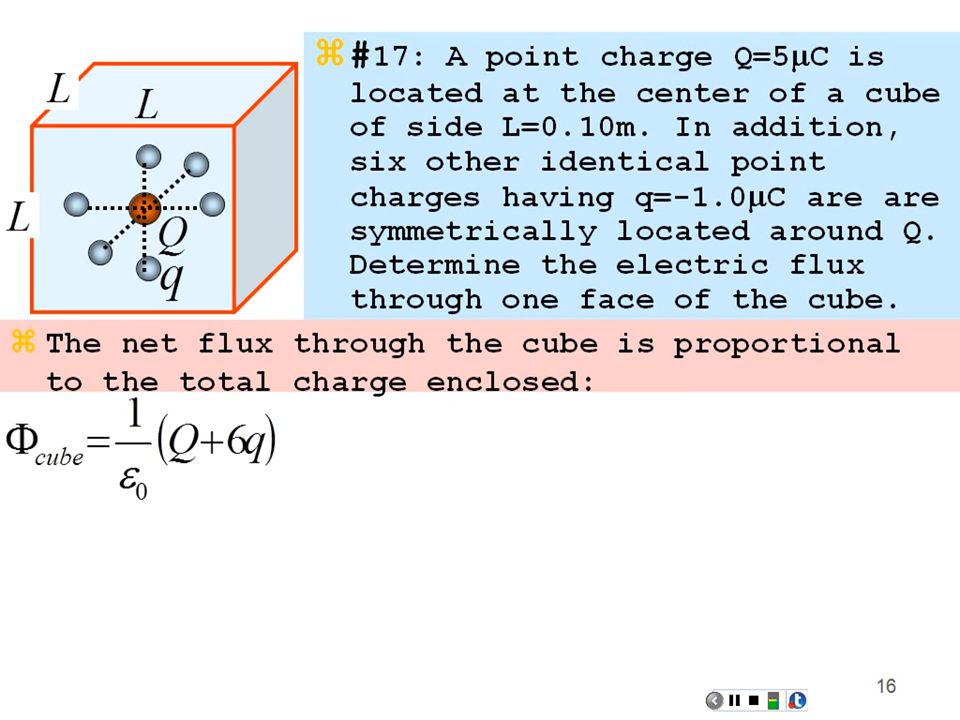 ⌘ #17: A point charge Q=5μC is
located at the center of a cube
of side L=0.10m. In addition,
six other identical point
charges having q=-1.0μC are are
symmetrically located around Q.
Determine the electric flux
through one face of the cube.
L
L
L
Q
q
⌘ The net flux through the cube is proportional
to the total charge enclosed:
Φcube = 1/ε0 (Q+6q)
16